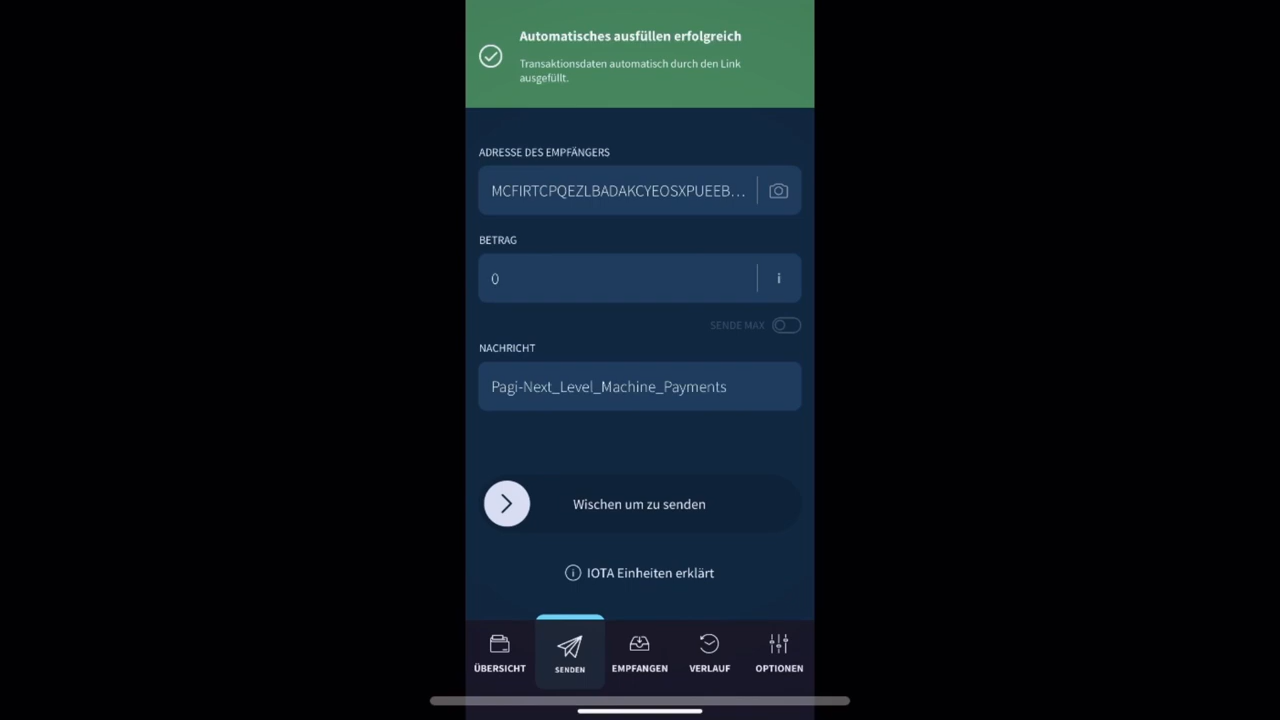 Automatisches ausfüllen erfolgreich
Transaktionsdaten automatisch durch den Link
ausgefüllt.
ADRESSE DES EMPFÄNGERS
MCFIRTCPQEZLBADAKCYEOSXPUEEB...
BETRAG
0
i
SENDE MAX
NACHRICHT
Pagi-Next_Level_Machine_Payments
Wischen um zu senden
IOTA Einheiten erklärt
ÜBERSICHT
SENDEN
EMPFANGEN
VERLAUF
OPTIONEN